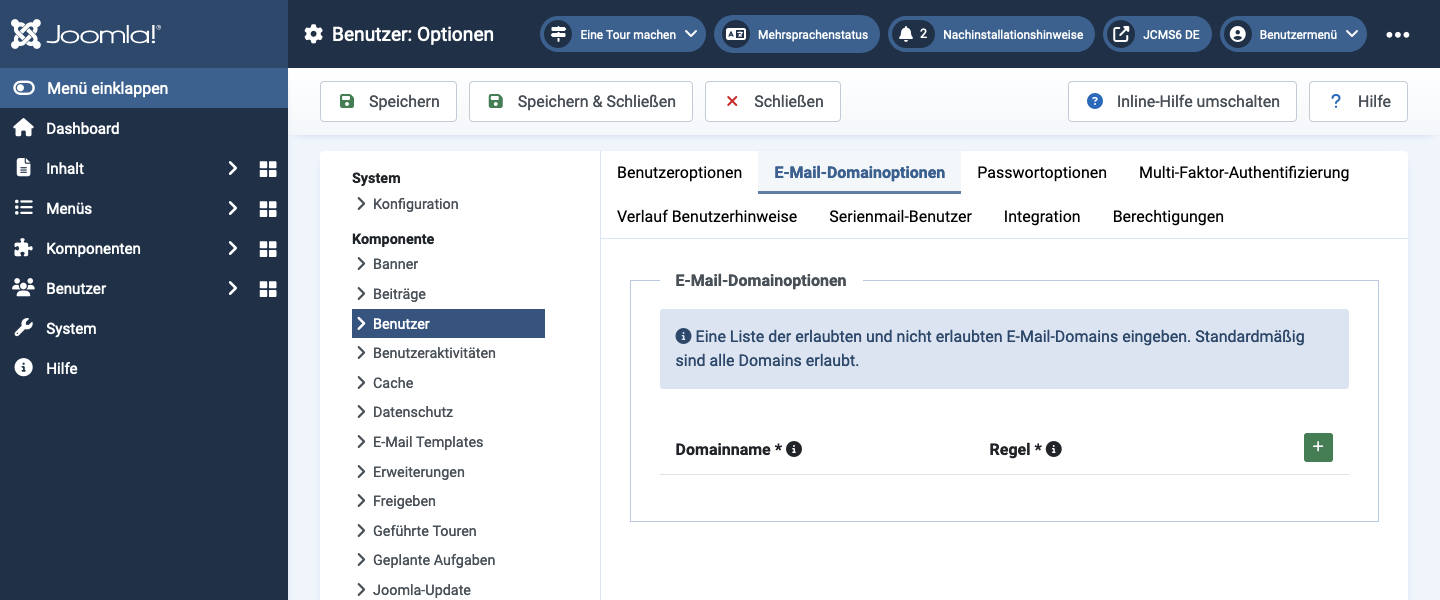 Joomla!®
Benutzer: Optionen
Eine Tour machen
Mehrsprachenstatus
2 Nachinstallationshinweise
JCMS6 DE
Benutzermenü
Menü einklappen
Dashboard
Inhalt
Menüs
Komponenten
Benutzer
System
Hilfe
Speichern
Speichern & Schließen
Schließen
Inline-Hilfe umschalten
? Hilfe
System
Konfiguration
Komponente
Banner
Beiträge
Benutzer
Benutzeraktivitäten
Cache
Datenschutz
E-Mail Templates
Erweiterungen
Freigeben
Geführte Touren
Geplante Aufgaben
Joomla-Update
Benutzeroptionen
E-Mail-Domainoptionen
Passwortoptionen
Multi-Faktor-Authentifizierung
Verlauf Benutzerhinweise
Serienmail-Benutzer
Integration
Berechtigungen
E-Mail-Domainoptionen
Eine Liste der erlaubten und nicht erlaubten E-Mail-Domains eingeben. Standardmäßig
sind alle Domains erlaubt.
Domainname *
Regel *